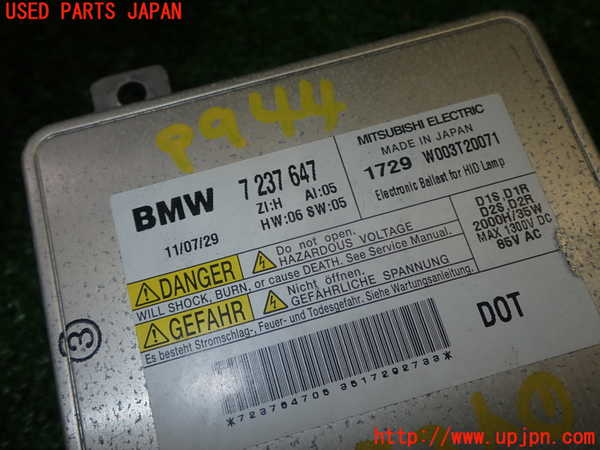 USED PARTS JAPAN
P944
BMW 7 237 647
ZI:H AI:05
HW:06 SW:05
11/07/29
MITSUBISHI ELECTRIC
MADE IN JAPAN
1729 W003T20071
Electronic Ballast for HID Lamp
D1S D1R
D2S D2R
2000H/35W
MAX 1300V DC
85V AC
DANGER
Do not open.
HAZARDOUS VOLTAGE
WILL SHOCK, BURN, or cause DEATH. See Service Manual.
GEFAHR
Nicht öffnen.
GEFÄHRLICHE SPANNUNG
Es besteht Stromschlag-, Feuer- und Todesgefahr. Siehe Wartungsanleitung.
DOT
3
*723764705 3517292733*
http://www.upjpn.com/